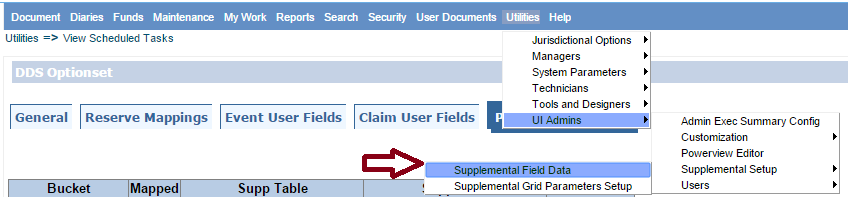 Document Diaries Funds Maintenance My Work Reports Search Security User Documents Utilities Help
Utilities => View Scheduled Tasks
Jurisdictional Options
Managers
DDS Optionset
System Parameters
Technicians
Tools and Designers
General Reserve Mappings Event User Fields Claim User Fields P
UI Admins
Admin Exec Summary Config
Customization
Powerview Editor
Supplemental Field Data
Supplemental Setup
Bucket Mapped Supp Table
Supplemental Grid Parameters Setup
Users